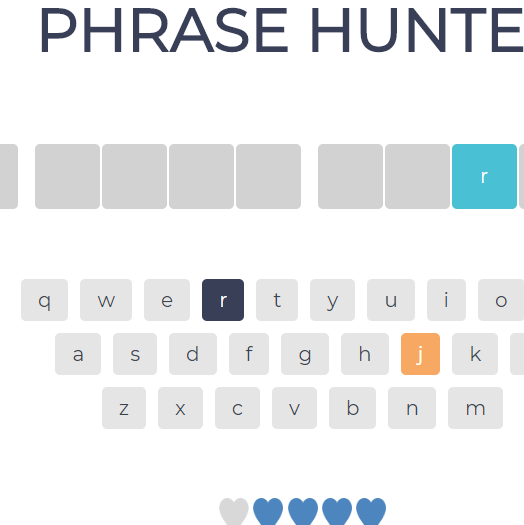 PHRASE HUNTE
r
q w e r t y u i o
a s d f g h j k
z x c v b n m